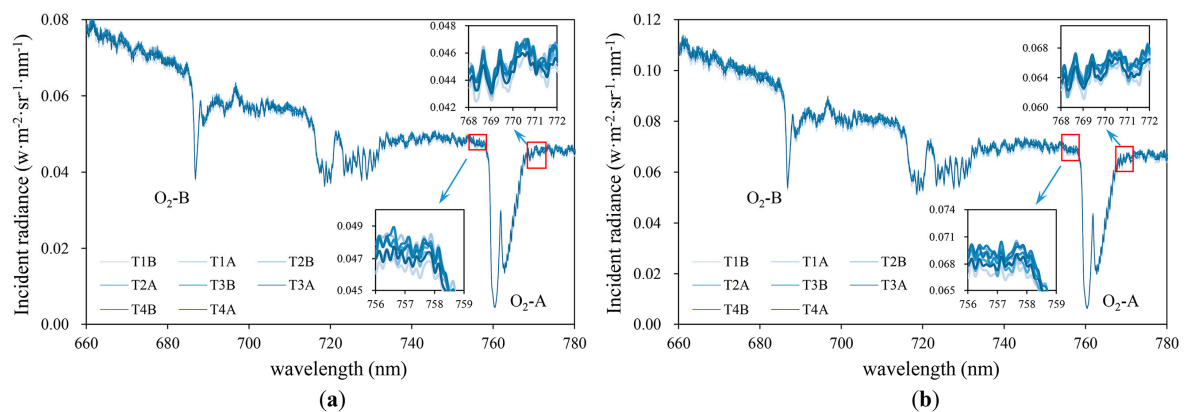 0.08
0.06
0.04
0.02
0.00
660
680
700
720
740
760
780
Incident radiance (w·m⁻²·sr⁻¹·nm⁻¹)
wavelength (nm)
O₂-B
O₂-A
0.048
0.046
0.044
0.042
768 769 770 771 772
0.049
0.047
0.045
756 757 758 759
T1B T1A T2B
T2A T3B T3A
T4B T4A
(a)
0.12
0.10
0.08
0.06
0.04
0.02
0.00
660
680
700
720
740
760
780
Incident radiance (w·m⁻²·sr⁻¹·nm⁻¹)
wavelength (nm)
O₂-B
O₂-A
0.072
0.068
0.064
0.060
768 769 770 771 772
0.074
0.071
0.068
0.065
756 757 758 759
T1B T1A T2B
T2A T3B T3A
T4B T4A
(b)